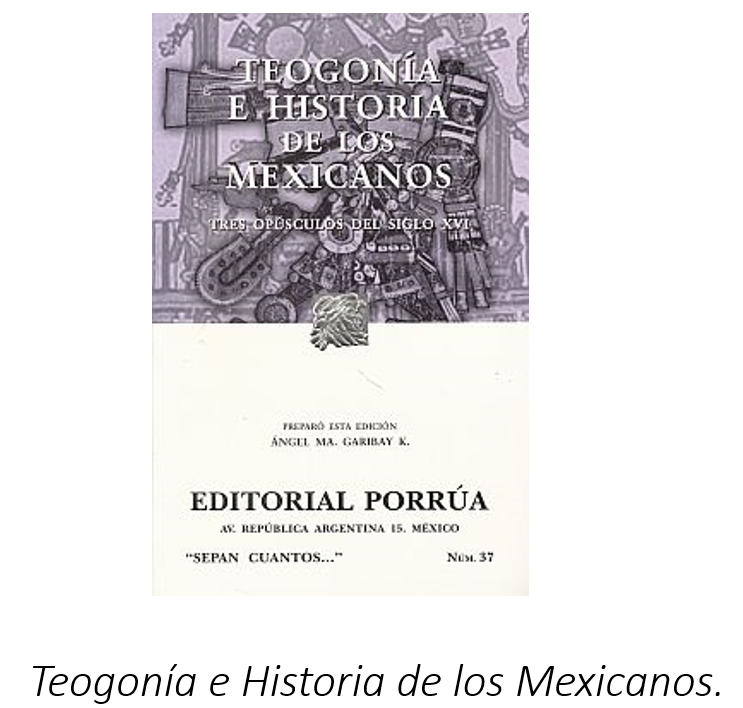 TEOGONÍA
E HISTORIA
DE LOS
MEXICANOS
TRES OPÚSCULOS DEL SIGLO XVI
PREPARÓ ESTA EDICIÓN
ÁNGEL MA. GARIBAY K.
EDITORIAL PORRÚA
AV. REPÚBLICA ARGENTINA 15. MÉXICO
“SEPAN CUANTOS...” NÚM. 37
Teogonía e Historia de los Mexicanos.